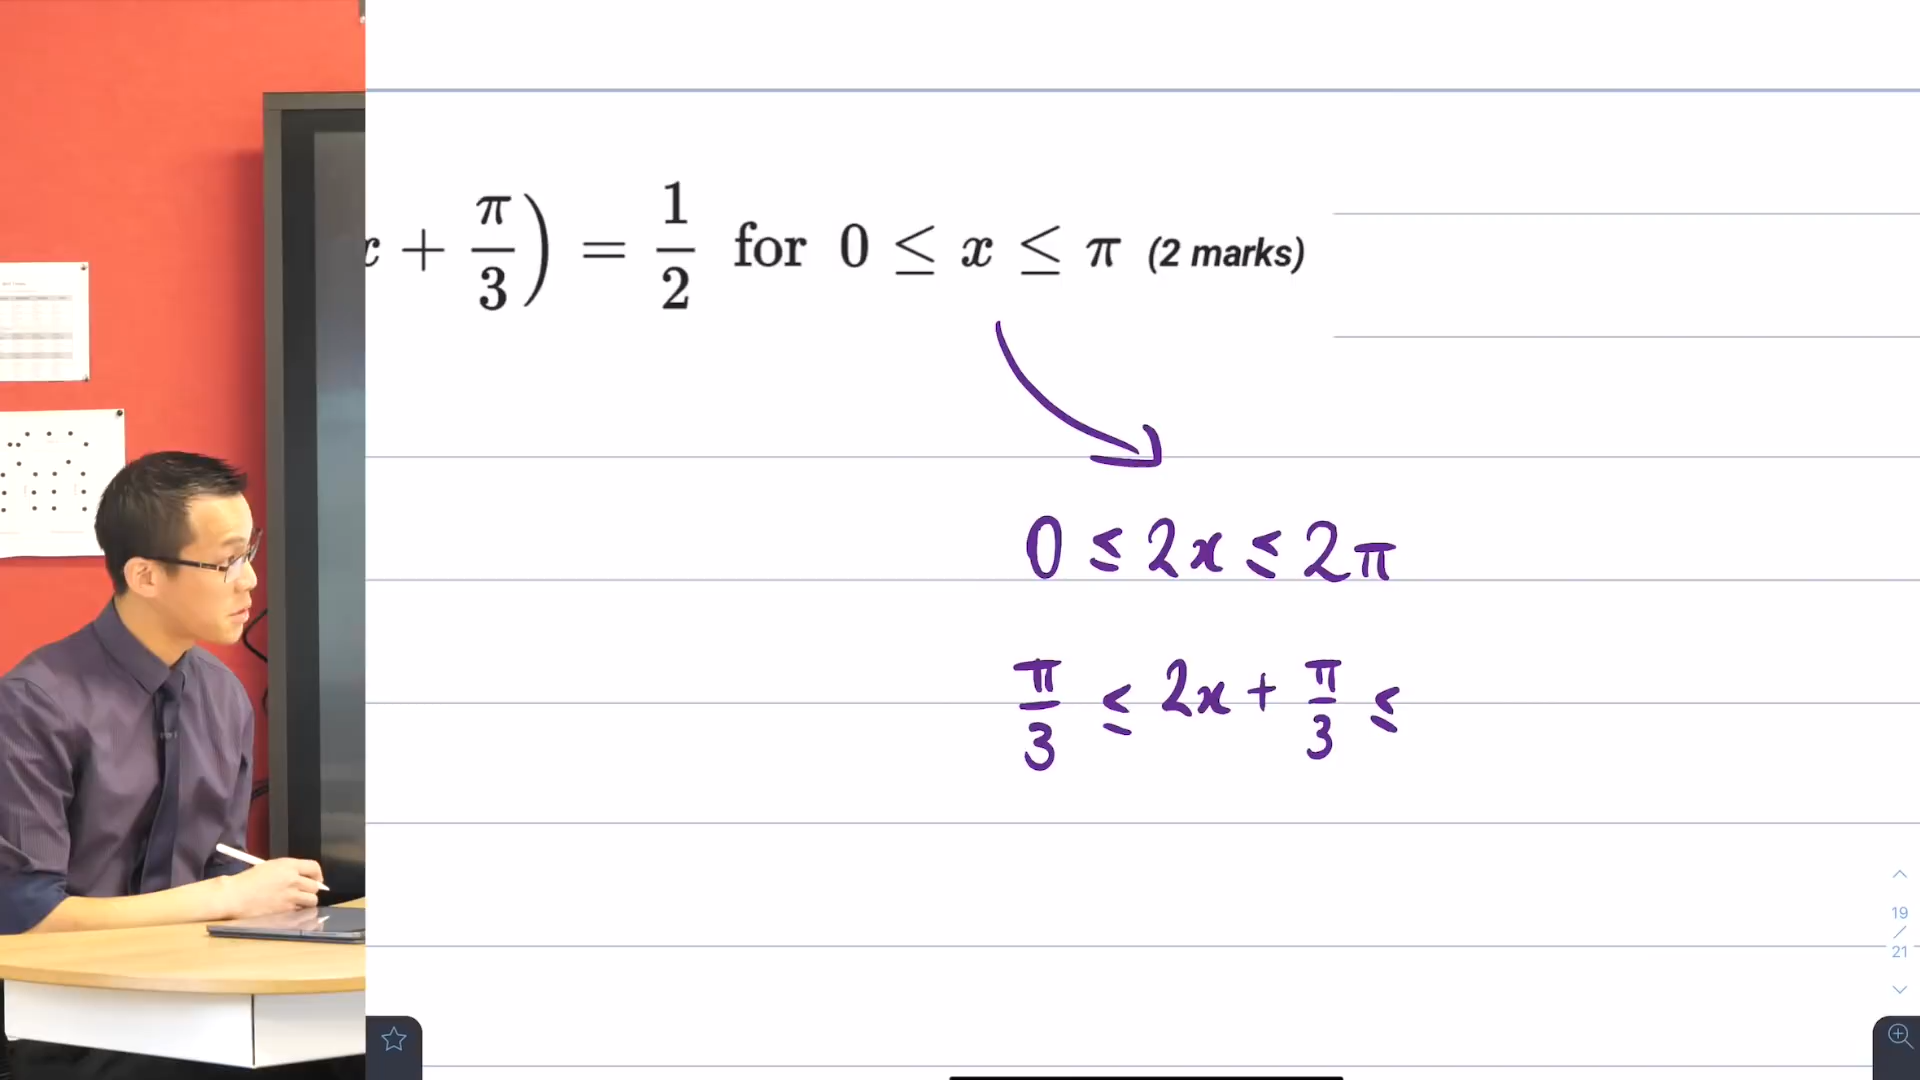 x + π/3) = 1/2 for 0 ≤ x ≤ π (2 marks)
0 ≤ 2x ≤ 2π
π/3 ≤ 2x + π/3 ≤
19
/
21